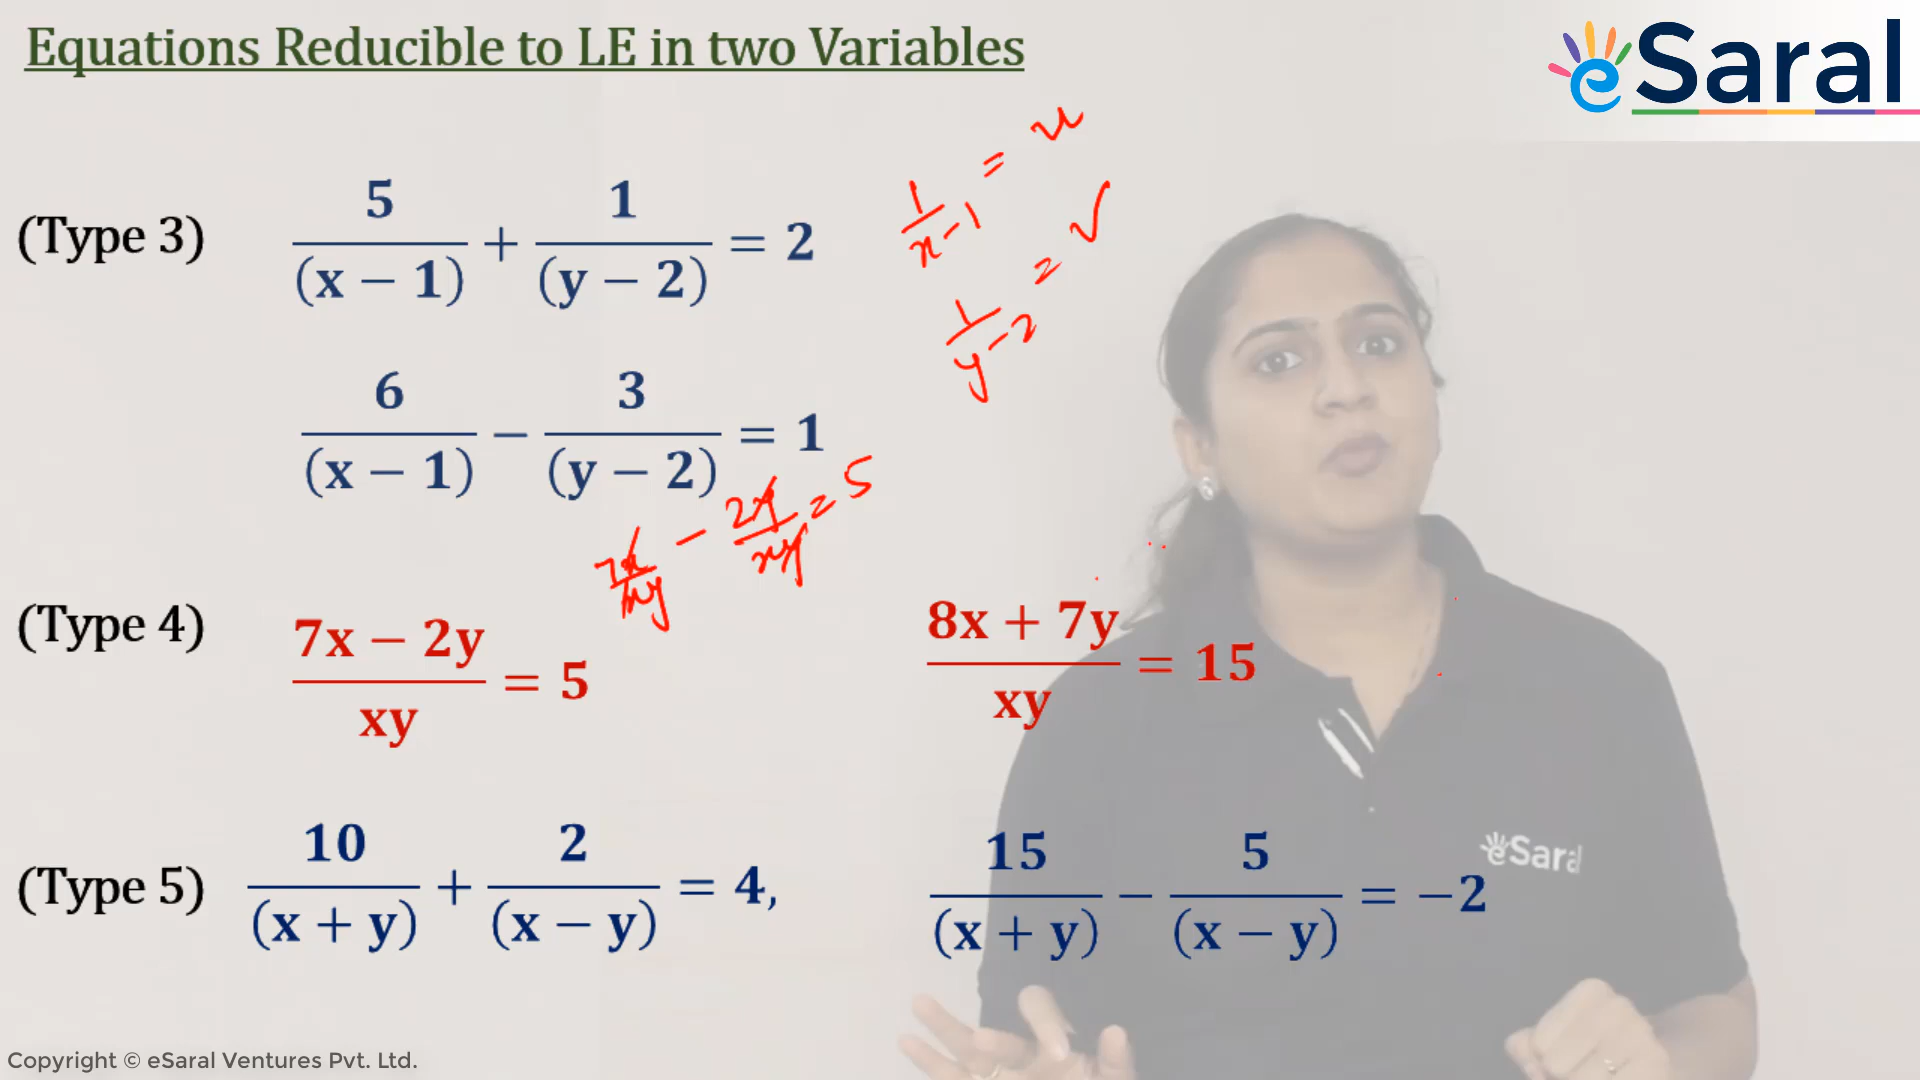 Equations Reducible to LE in two Variables
eSaral
(Type 3) 5/(x − 1) + 1/(y − 2) = 2
1/x−1 = u
1/y−2 = v
6/(x − 1) − 3/(y − 2) = 1
7x/xy − 2y/xy = 5
(Type 4) (7x − 2y)/xy = 5
(8x + 7y)/xy = 15
(Type 5) 10/(x + y) + 2/(x − y) = 4,
15/(x + y) − 5/(x − y) = −2
eSaral
Copyright © eSaral Ventures Pvt. Ltd.